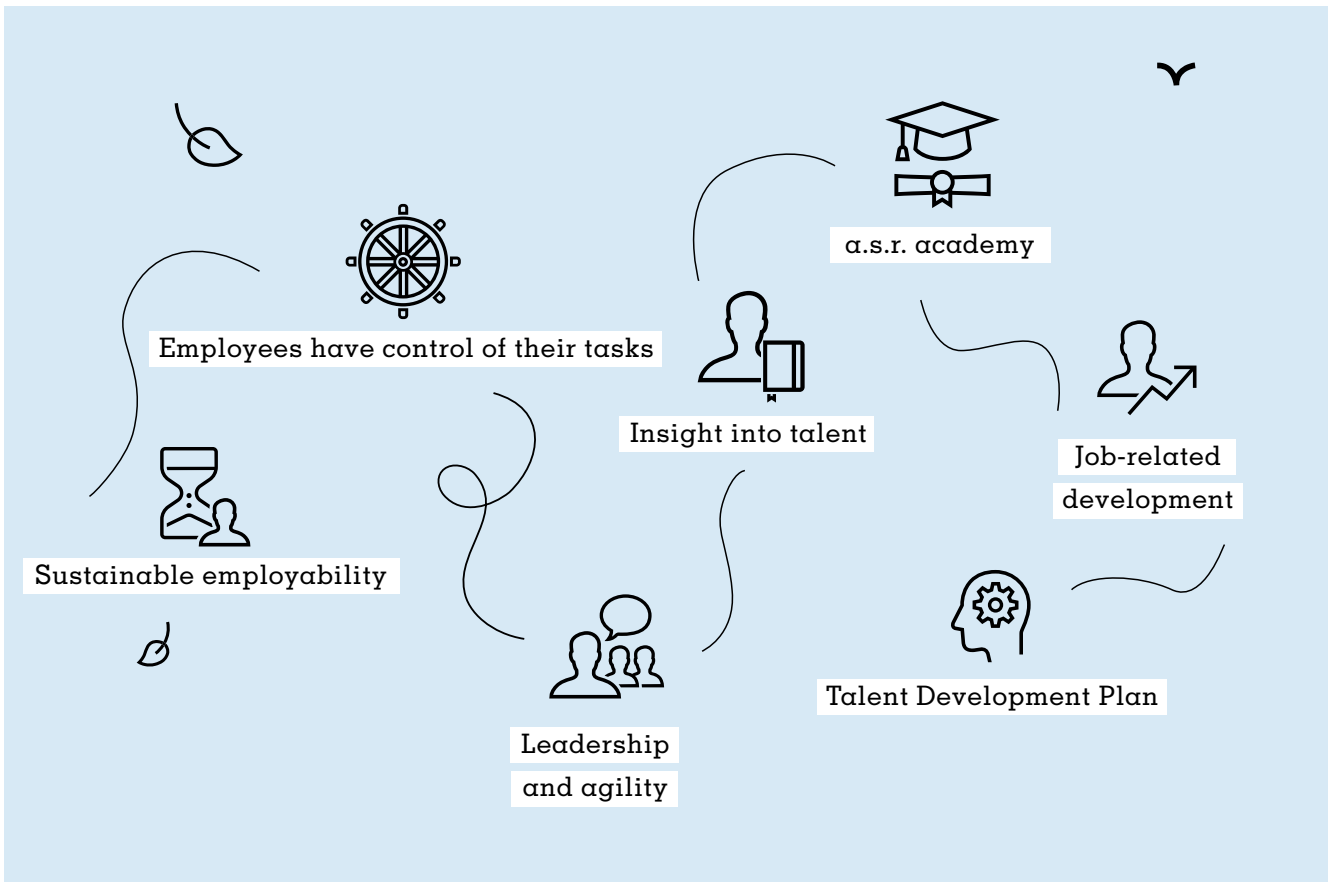 a.s.r. academy
Employees have control of their tasks
Insight into talent
Job-related
development
Sustainable employability
Talent Development Plan
Leadership
and agility